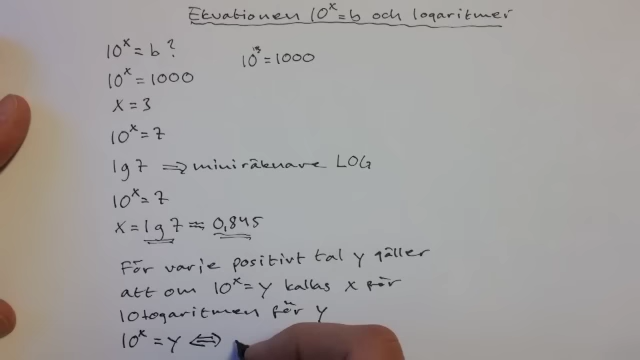 Ekvationen 10^x = b och logaritmer
10^x = b ?
10^3 = 1000
10^x = 1000
x = 3
10^x = 7
lg 7 ⇒ miniräknare LOG
10^x = 7
x = lg 7 ≈ 0,845
För varje positivt tal y gäller
att om 10^x = y kallas x för
10logaritmen för y
10^x = y ⇔